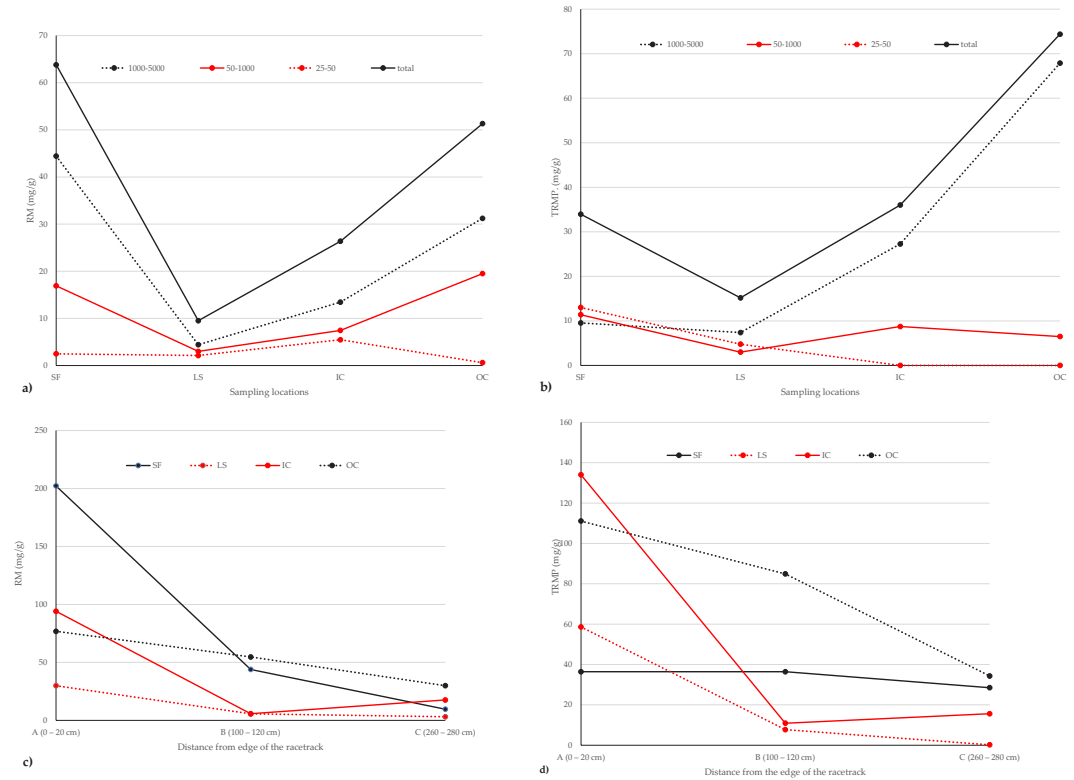 70
1000-5000 50-1000 25-50 total
60
50
40
RM (mg/g)
30
20
10
0
SF LS IC OC
Sampling locations
a)
80
70
1000-5000 50-1000 25-50 total
60
50
40
TRMP. (mg/g)
30
20
10
0
SF LS IC OC
Sampling locations
b)
250
SF LS IC OC
200
150
RM (mg/g)
100
50
0
A (0 – 20 cm) B (100 – 120 cm) C (260 – 280 cm)
Distance from edge of the racetrack
c)
160
SF LS IC OC
140
120
100
TRMP (mg/g)
80
60
40
20
0
A (0 – 20 cm) B (100 – 120 cm) C (260 – 280 cm)
Distance from the edge of the racetrack
d)